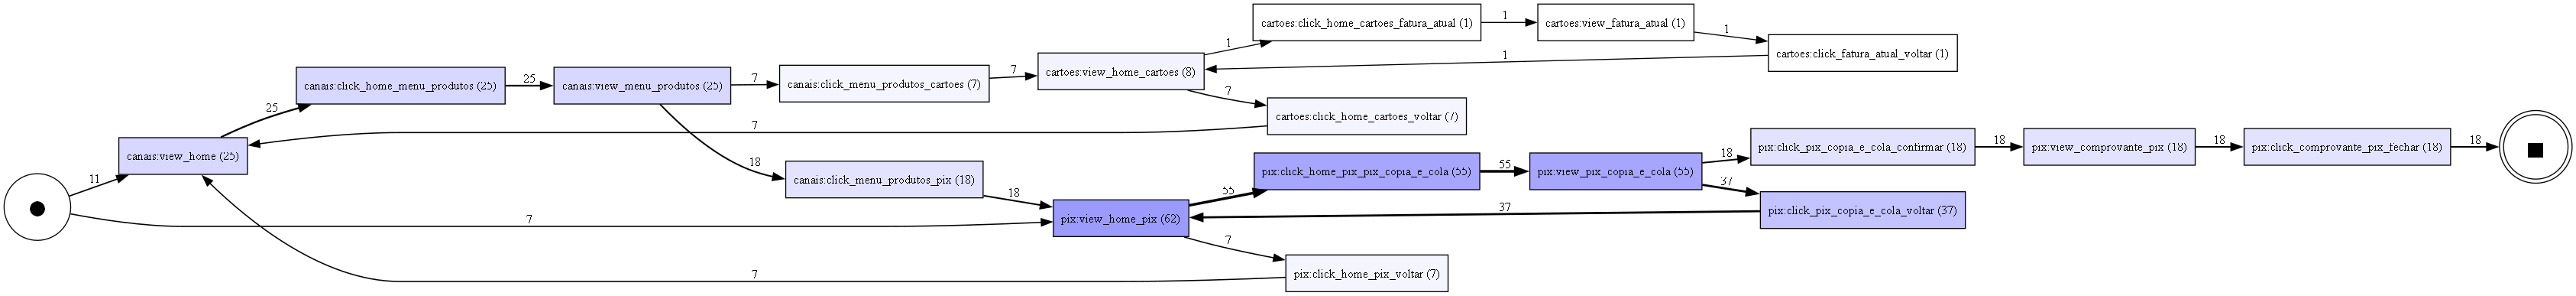 cartoes:click_home_cartoes_fatura_atual (1)
1
cartoes:view_fatura_atual (1)
1
cartoes:click_fatura_atual_voltar (1)
1
1
canais:click_home_menu_produtos (25)
25
canais:view_menu_produtos (25)
7
canais:click_menu_produtos_cartoes (7)
7
cartoes:view_home_cartoes (8)
7
cartoes:click_home_cartoes_voltar (7)
7
25
canais:view_home (25)
11
18
canais:click_menu_produtos_pix (18)
18
pix:view_home_pix (62)
7
55
pix:click_home_pix_pix_copia_e_cola (55)
55
pix:view_pix_copia_e_cola (55)
18
pix:click_pix_copia_e_cola_confirmar (18)
18
pix:view_comprovante_pix (18)
18
pix:click_comprovante_pix_fechar (18)
18
37
pix:click_pix_copia_e_cola_voltar (37)
37
7
pix:click_home_pix_voltar (7)
7